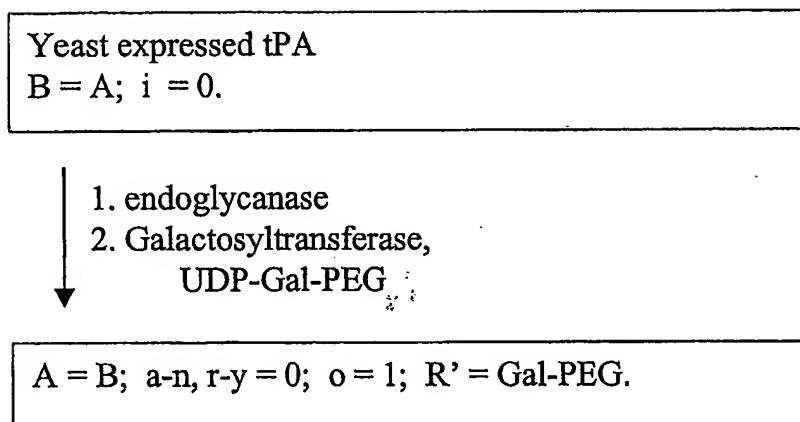 Yeast expressed tPA
B = A; i = 0.
1. endoglycanase
2. Galactosyltransferase,
UDP-Gal-PEG
A = B; a-n, r-y = 0; o = 1; R' = Gal-PEG.